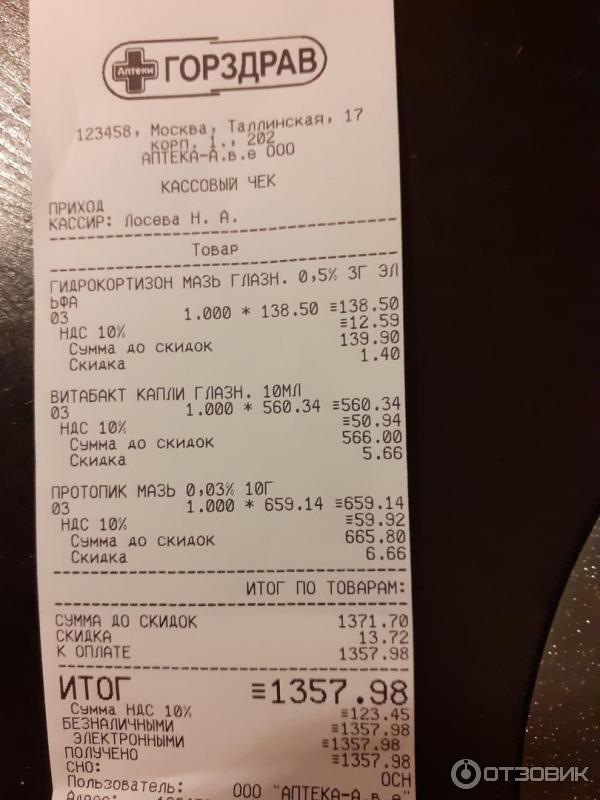 Аптеки ГОРЗДРАВ
123458, Москва, Таллинская, 17
корп. 1., 202
АПТЕКА-А.в.е ООО
КАССОВЫЙ ЧЕК
ПРИХОД
КАССИР: Лосева Н. А.
Товар
ГИДРОКОРТИЗОН МАЗЬ ГЛАЗН. 0,5% 3Г ЭЛ
ЬФА
03 1.000 * 138.50 ≡138.50
НДС 10% ≡12.59
Сумма до скидок 139.90
Скидка 1.40
ВИТАБАКТ КАПЛИ ГЛАЗН. 10МЛ
03 1.000 * 560.34 ≡560.34
НДС 10% ≡50.94
Сумма до скидок 566.00
Скидка 5.66
ПРОТОПИК МАЗЬ 0,03% 10Г
03 1.000 * 659.14 ≡659.14
НДС 10% ≡59.92
Сумма до скидок 665.80
Скидка 6.66
ИТОГ ПО ТОВАРАМ:
СУММА ДО СКИДОК 1371.70
СКИДКА 13.72
К ОПЛАТЕ 1357.98
ИТОГ ≡1357.98
Сумма НДС 10% ≡123.45
БЕЗНАЛИЧНЫМИ ≡1357.98
ЭЛЕКТРОННЫМИ ≡1357.98
ПОЛУЧЕНО ≡1357.98
СНО: ОСН
Пользователь: ООО "АПТЕКА-А.в.е"
Адрес:
ОТЗОВИК